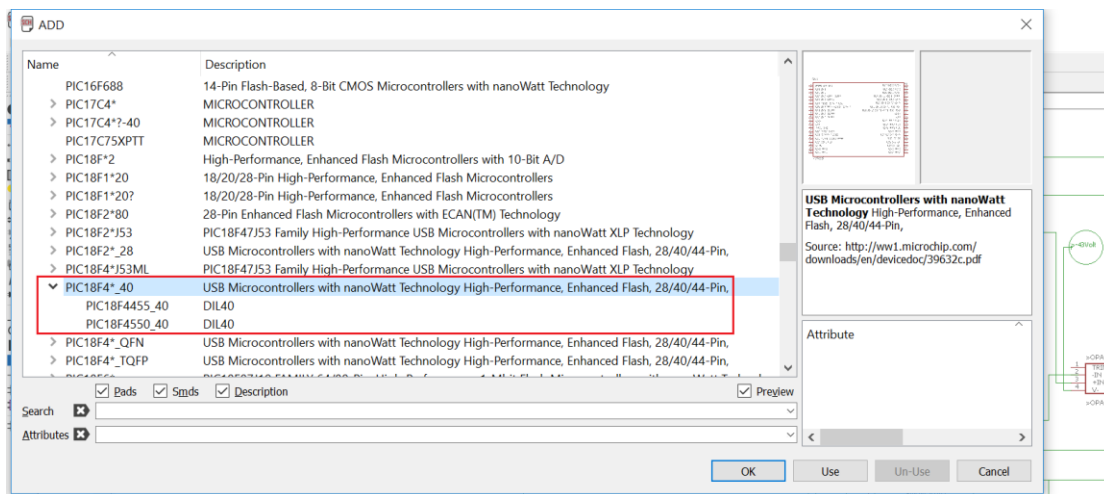 ADD
Name Description
PIC16F688 14-Pin Flash-Based, 8-Bit CMOS Microcontrollers with nanoWatt Technology
PIC17C4* MICROCONTROLLER
PIC17C4*?-40 MICROCONTROLLER
PIC17C75XPTT MICROCONTROLLER
PIC18F*2 High-Performance, Enhanced Flash Microcontrollers with 10-Bit A/D
PIC18F1*20 18/20/28-Pin High-Performance, Enhanced Flash Microcontrollers
PIC18F1*20? 18/20/28-Pin High-Performance, Enhanced Flash Microcontrollers
PIC18F2*80 28-Pin Enhanced Flash Microcontrollers with ECAN(TM) Technology
PIC18F2*J53 PIC18F47J53 Family High-Performance USB Microcontrollers with nanoWatt XLP Technology
PIC18F2*_28 USB Microcontrollers with nanoWatt Technology High-Performance, Enhanced Flash, 28/40/44-Pin,
PIC18F4*J53ML PIC18F47J53 Family High-Performance USB Microcontrollers with nanoWatt XLP Technology
PIC18F4*_40 USB Microcontrollers with nanoWatt Technology High-Performance, Enhanced Flash, 28/40/44-Pin,
PIC18F4455_40 DIL40
PIC18F4550_40 DIL40
PIC18F4*_QFN USB Microcontrollers with nanoWatt Technology High-Performance, Enhanced Flash, 28/40/44-Pin,
PIC18F4*_TQFP USB Microcontrollers with nanoWatt Technology High-Performance, Enhanced Flash, 28/40/44-Pin,
Pads Smds Description Preview
Search
Attributes
USB Microcontrollers with nanoWatt
Technology High-Performance, Enhanced
Flash, 28/40/44-Pin,
Source: http://ww1.microchip.com/
downloads/en/devicedoc/39632c.pdf
Attribute
OK Use Un-Use Cancel